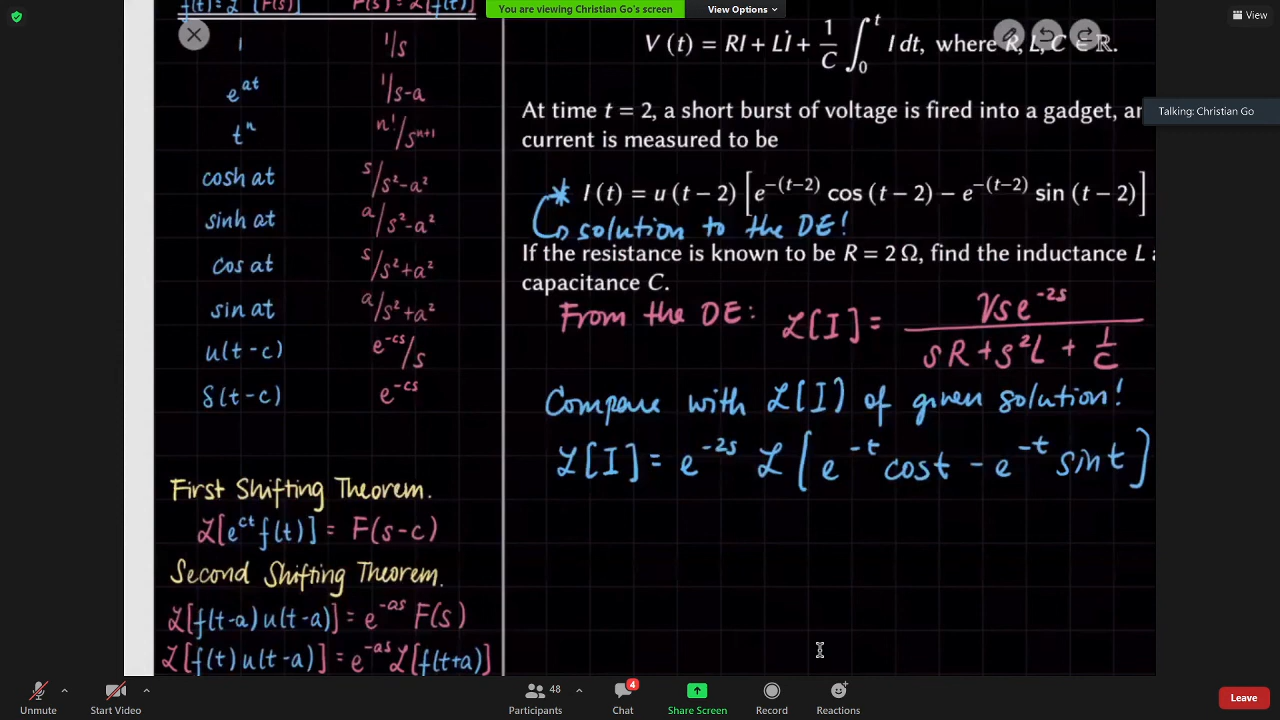 You are viewing Christian Go's screen
View Options
View
Talking: Christian Go
F(s) = ℒ[f(t)]
1 1/s
e^{at} 1/s-a
t^n n!/s^{n+1}
cosh at s/s²-a²
sinh at a/s²-a²
cos at s/s²+a²
sin at a/s²+a²
u(t-c) e^{-cs}/s
δ(t-c) e^{-cs}
First Shifting Theorem.
ℒ[e^{ct}f(t)] = F(s-c)
Second Shifting Theorem.
ℒ[f(t-a)u(t-a)] = e^{-as} F(s)
ℒ[f(t)u(t-a)] = e^{-as}ℒ[f(t+a)]
V (t) = RI + Lİ + 1/C ∫_0^t I dt, where R, L, C ∈ ℝ.
At time t = 2, a short burst of voltage is fired into a gadget, an
current is measured to be
* I (t) = u (t − 2) [e^{−(t−2)} cos (t − 2) − e^{−(t−2)} sin (t − 2)]
solution to the DE!
If the resistance is known to be R = 2 Ω, find the inductance L a
capacitance C.
From the DE: ℒ[I] = Vse^{-2s} / sR + s²L + 1/C
Compare with ℒ[I] of given solution!
ℒ[I] = e^{-2s} ℒ[e^{-t} cost - e^{-t} sint]
Unmute
Start Video
48
Participants
4
Chat
Share Screen
Record
Reactions
Leave